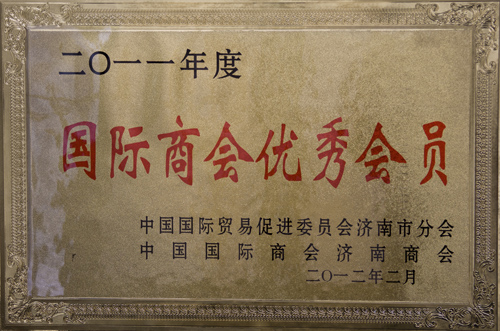 二〇一一年度
国际商会优秀会员
中国国际贸易促进委员会济南市分会
中国国际商会济南商会
二〇一二年二月